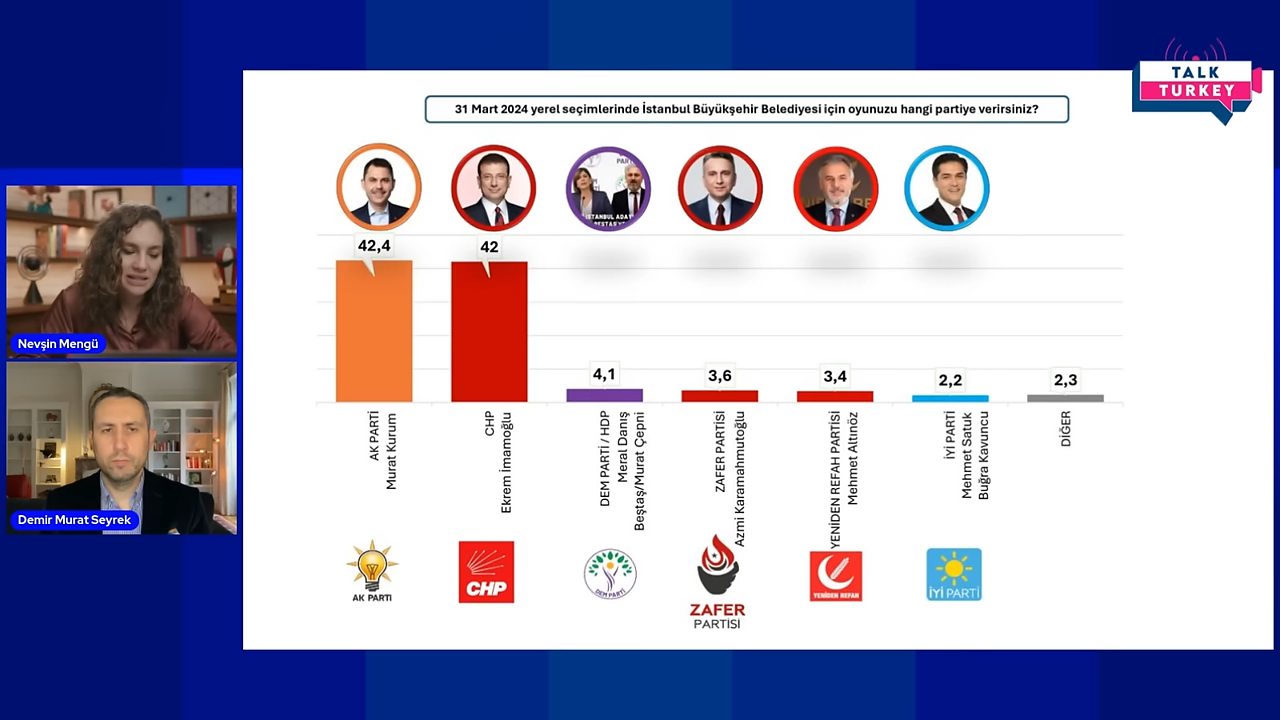 TALK
TURKEY
31 Mart 2024 yerel seçimlerinde İstanbul Büyükşehir Belediyesi için oyunuzu hangi partiye verirsiniz?
42,4
42
4,1
3,6
3,4
2,2
2,3
AK PARTİ
Murat Kurum
CHP
Ekrem İmamoğlu
DEM PARTİ / HDP
Meral Danış
Beştaş/Murat Çepni
ZAFER PARTİSİ
Azmi Karamahmutoğlu
YENİDEN REFAH PARTİSİ
Mehmet Altınöz
İYİ PARTİ
Mehmet Satuk
Buğra Kavuncu
DİĞER
AK PARTİ
CHP
DEM PARTİ
ZAFER
PARTİSİ
YENİDEN REFAH
İYİ PARTİ
Nevşin Mengü
Demir Murat Seyrek